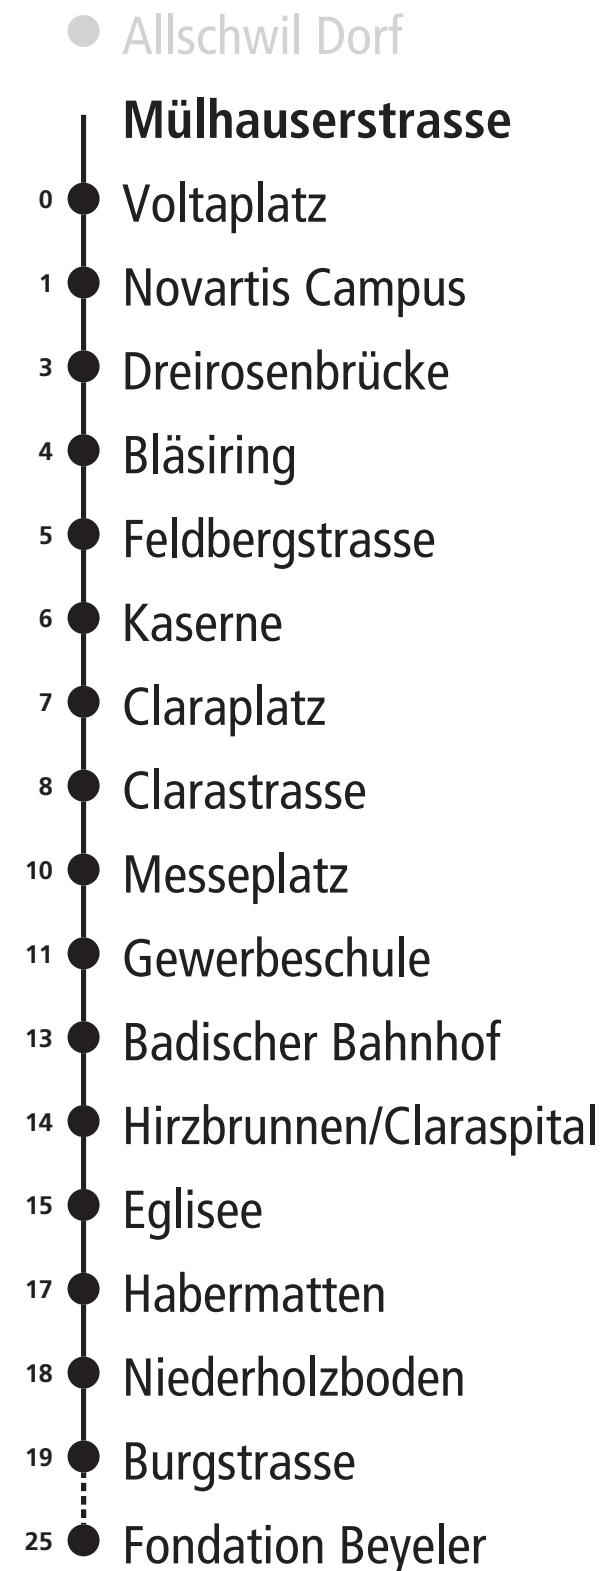 Allschwil Dorf
Mülhauserstrasse
0 Voltaplatz
1 Novartis Campus
3 Dreirosenbrücke
4 Bläsiring
5 Feldbergstrasse
6 Kaserne
7 Claraplatz
8 Clarastrasse
10 Messeplatz
11 Gewerbeschule
13 Badischer Bahnhof
14 Hirzbrunnen/Claraspital
15 Eglisee
17 Habermatten
18 Niederholzboden
19 Burgstrasse
25 Fondation Beyeler